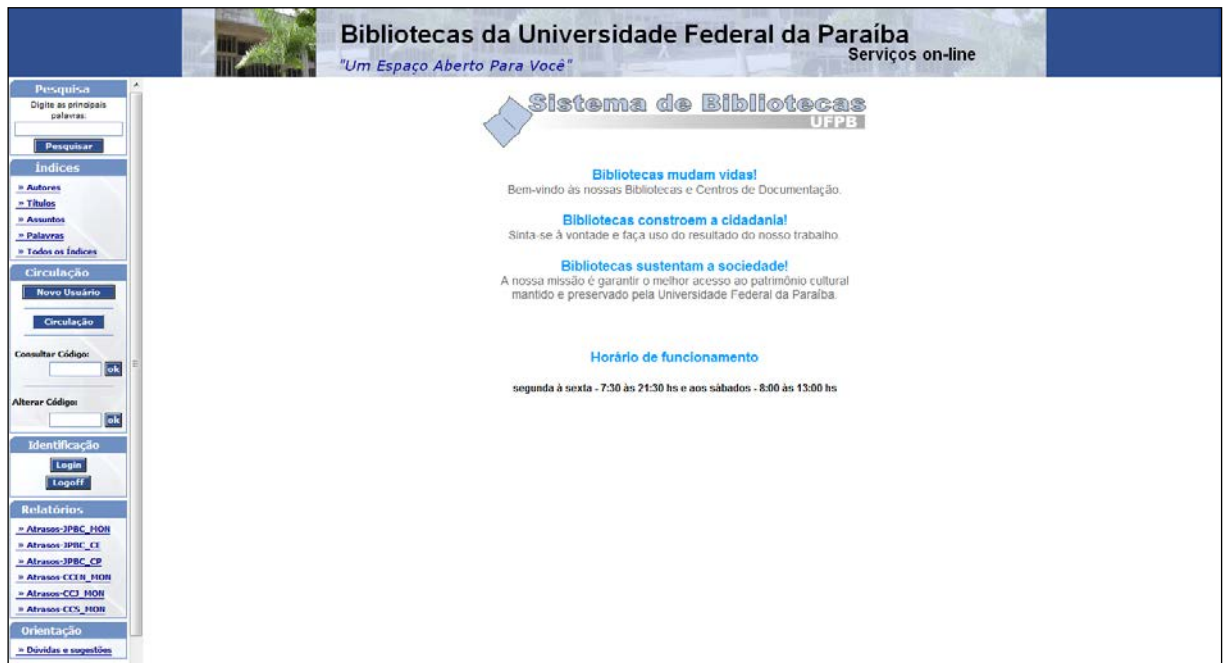 Bibliotecas da Universidade Federal da Paraíba
Serviços on-line
"Um Espaço Aberto Para Você"
Pesquisa
Digite as principais
palavras:
Pesquisar
Índices
» Autores
» Títulos
» Assuntos
» Palavras
» Todos os Índices
Circulação
Novo Usuário
Circulação
Consultar Código:
ok
Alterar Código:
ok
Identificação
Login
Logoff
Relatórios
» Atrasos-JPBC_MON
» Atrasos-JPBC_CE
» Atrasos-JPBC_CP
» Atrasos-CCEN_MON
» Atrasos-CCJ_MON
» Atrasos-CCS_MON
Orientação
» Dúvidas e sugestões
Sistema de Bibliotecas
UFPB
Bibliotecas mudam vidas!
Bem-vindo às nossas Bibliotecas e Centros de Documentação.
Bibliotecas constroem a cidadania!
Sinta-se à vontade e faça uso do resultado do nosso trabalho.
Bibliotecas sustentam a sociedade!
A nossa missão é garantir o melhor acesso ao patrimônio cultural
mantido e preservado pela Universidade Federal da Paraíba.
Horário de funcionamento
segunda à sexta - 7:30 às 21:30 hs e aos sábados - 8:00 às 13:00 hs